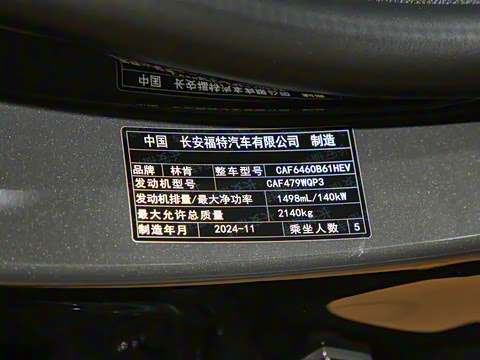 中国 长安福特汽车有限公司 制造
品牌 林肯 整车型号 CAF6460B61HEV
发动机型号 CAF479WQP3
发动机排量/最大净功率 1498mL/140kW
最大允许总质量 2140kg
制造年月 2024-11 乘坐人数 5